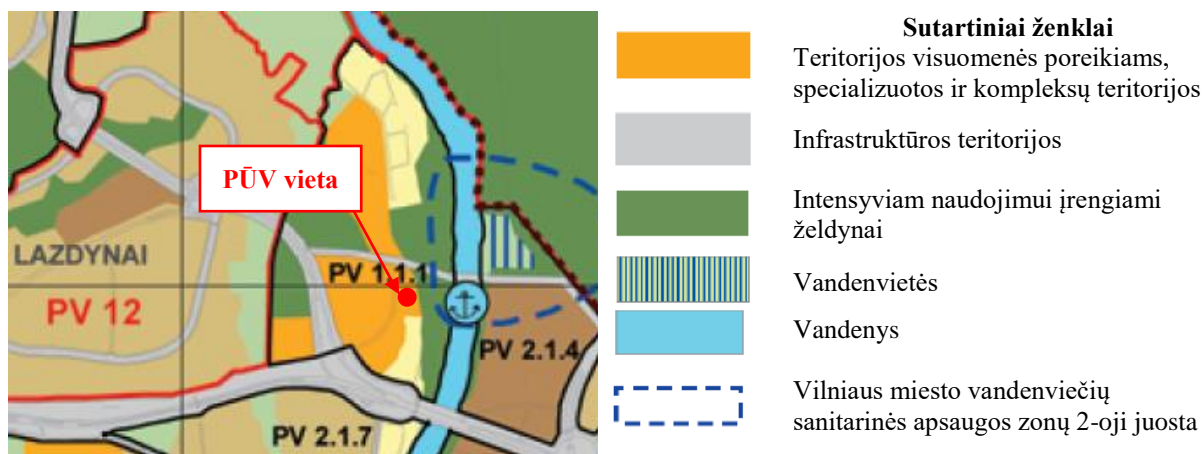 PŪV vieta
LAZDYNAI
PV 1.1.1
PV 12
PV 2.1.4
PV 2.1.7
Sutartiniai ženklai
Teritorijos visuomenės poreikiams,
specializuotos ir kompleksų teritorijos
Infrastruktūros teritorijos
Intensyviam naudojimui įrengiami
želdynai
Vandenvietės
Vandenys
Vilniaus miesto vandenviečių
sanitarinės apsaugos zonų 2-oji juosta